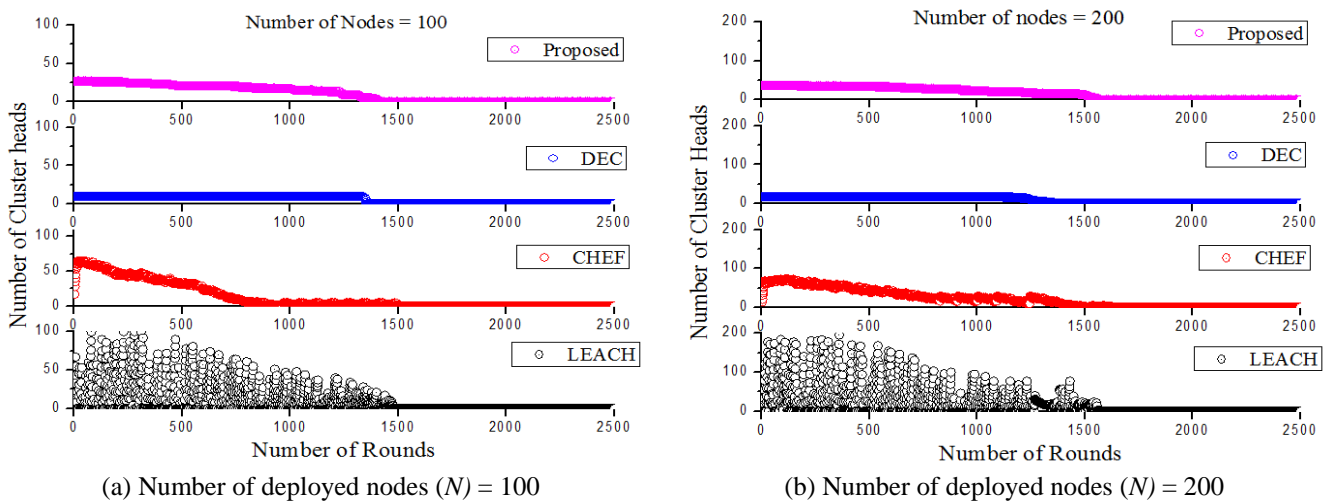 Number of Nodes = 100
Number of Cluster heads
100
50
0
Proposed
0 500 1000 1500 2000 2500
100
50
0
DEC
0 500 1000 1500 2000 2500
100
50
0
CHEF
0 500 1000 1500 2000 2500
100
50
0
LEACH
0 500 1000 1500 2000 2500
Number of Rounds
(a) Number of deployed nodes (N) = 100
Number of nodes = 200
Number of Cluster Heads
200
100
0
Proposed
0 500 1000 1500 2000 2500
200
100
0
DEC
0 500 1000 1500 2000 2500
200
100
0
CHEF
0 500 1000 1500 2000 2500
200
100
0
LEACH
0 500 1000 1500 2000 2500
Number of Rounds
(b) Number of deployed nodes (N) = 200